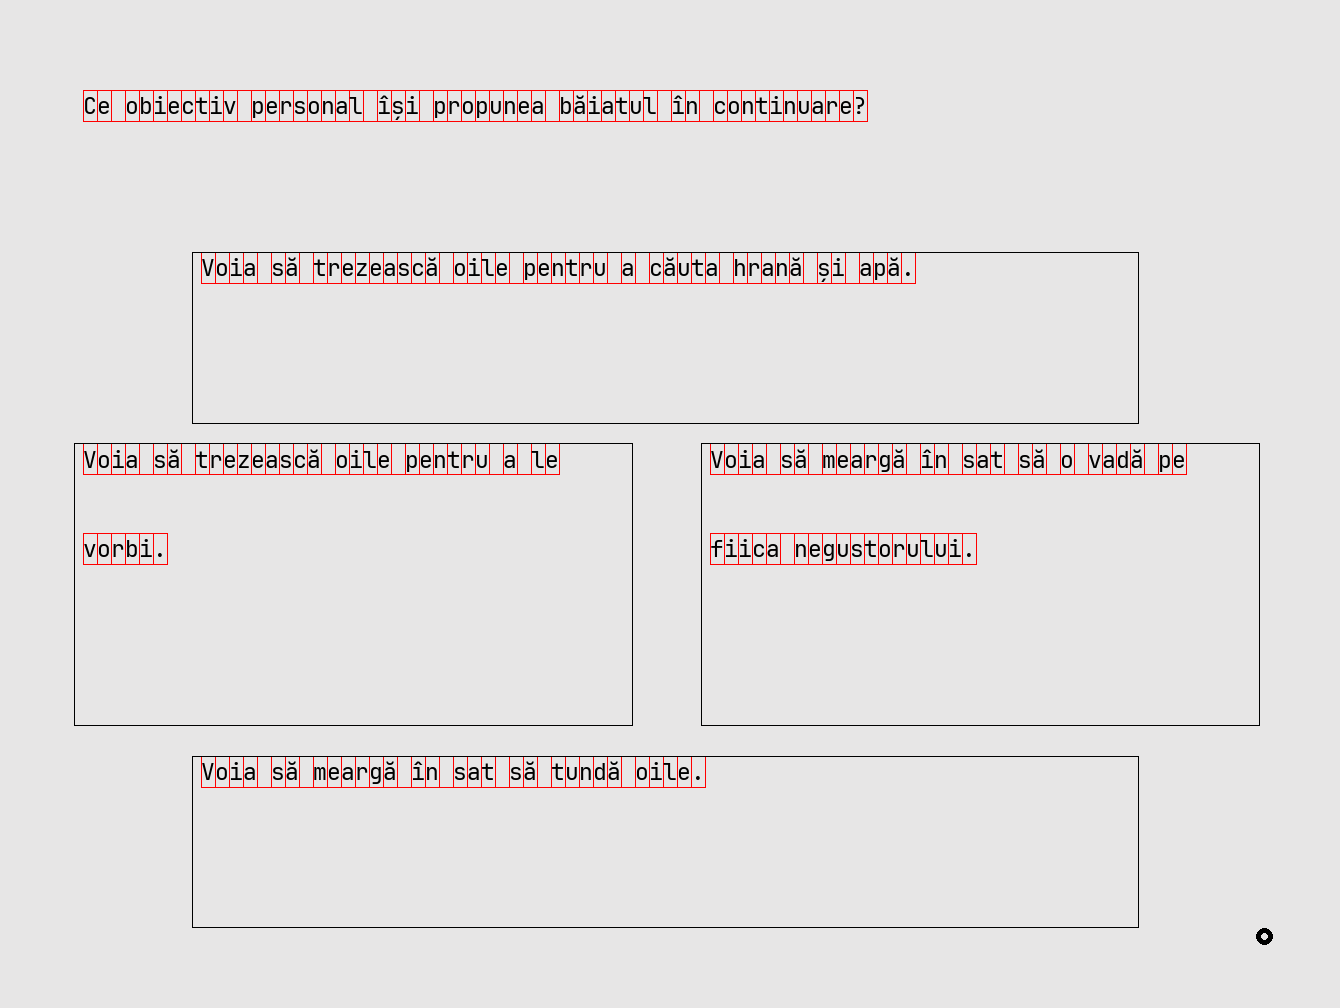 Ce obiectiv personal își propunea băiatul în continuare?
Voia să trezească oile pentru a căuta hrană și apă.
Voia să trezească oile pentru a le
vorbi.
Voia să meargă în sat să o vadă pe
fiica negustorului.
Voia să meargă în sat să tundă oile.